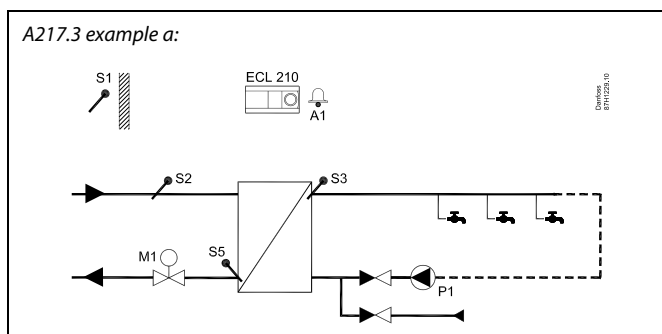 A217.3 example a:
S1
ECL 210
A1
Danfoss
87H1229.10
S2
S3
M1
S5
P1